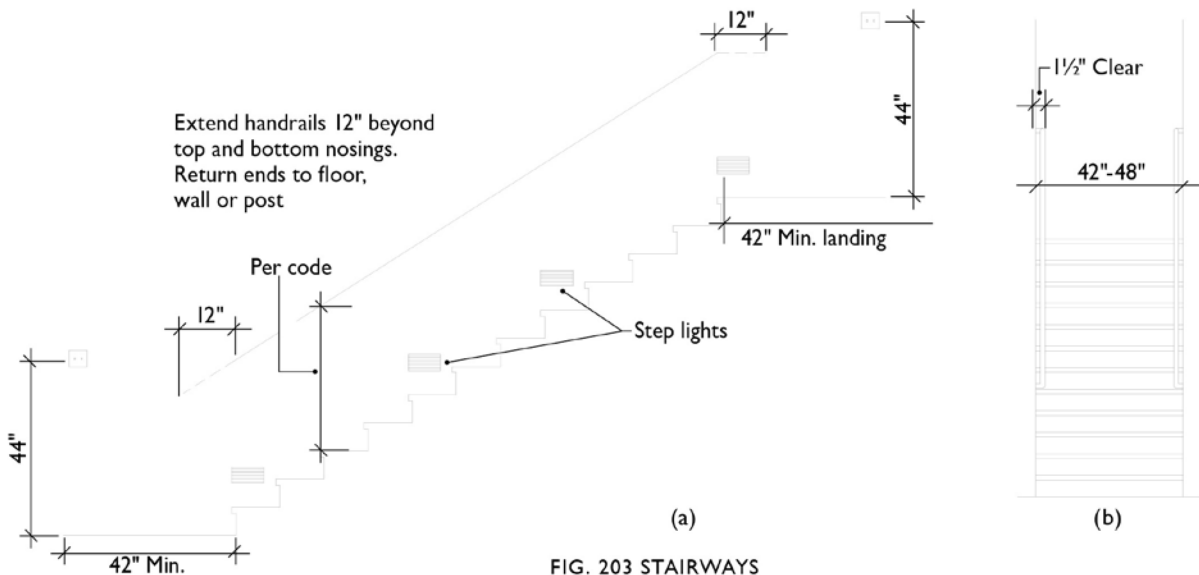 12"
1½" Clear
Extend handrails 12" beyond
top and bottom nosings.
Return ends to floor,
wall or post
44"
42"-48"
42" Min. landing
Per code
12"
Step lights
44"
(a)
(b)
42" Min.
FIG. 203 STAIRWAYS